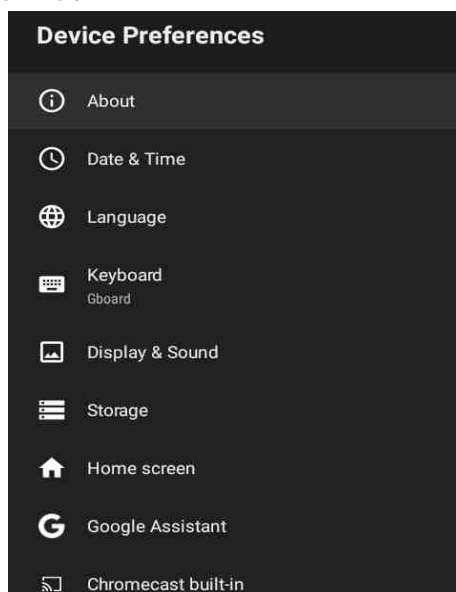 Device Preferences
About
Date & Time
Language
Keyboard
Gboard
Display & Sound
Storage
Home screen
Google Assistant
Chromecast built-in